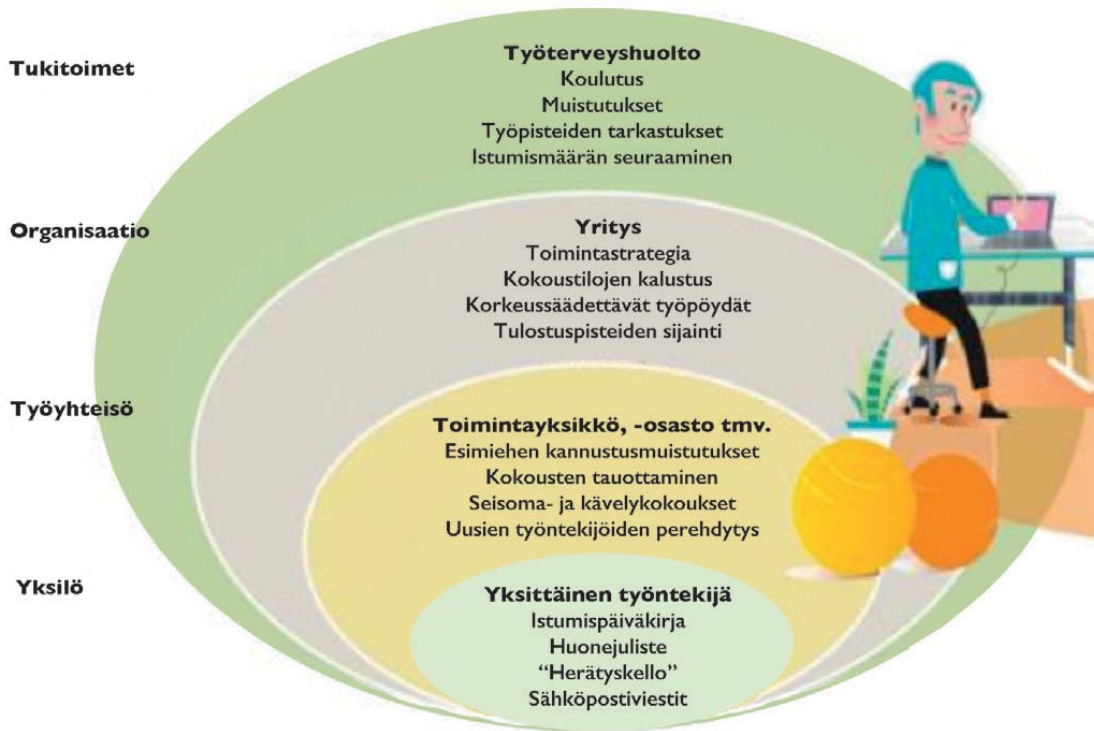 Tukitoimet
Työterveyshuolto
Koulutus
Muistutukset
Työpisteiden tarkastukset
Istumismäärän seuraaminen
Organisaatio
Yritys
Toimintastrategia
Kokoustilojen kalustus
Korkeussäädettävät työpöydät
Tulostuspisteiden sijainti
Työyhteisö
Toimintayksikkö, -osasto tmv.
Esimiehen kannustusmuistutukset
Kokousten tauottaminen
Seisoma- ja kävelykokoukset
Uusien työntekijöiden perehdytys
Yksilö
Yksittäinen työntekijä
Istumispäiväkirja
Huonejuliste
“Herätyskello”
Sähköpostiviestit